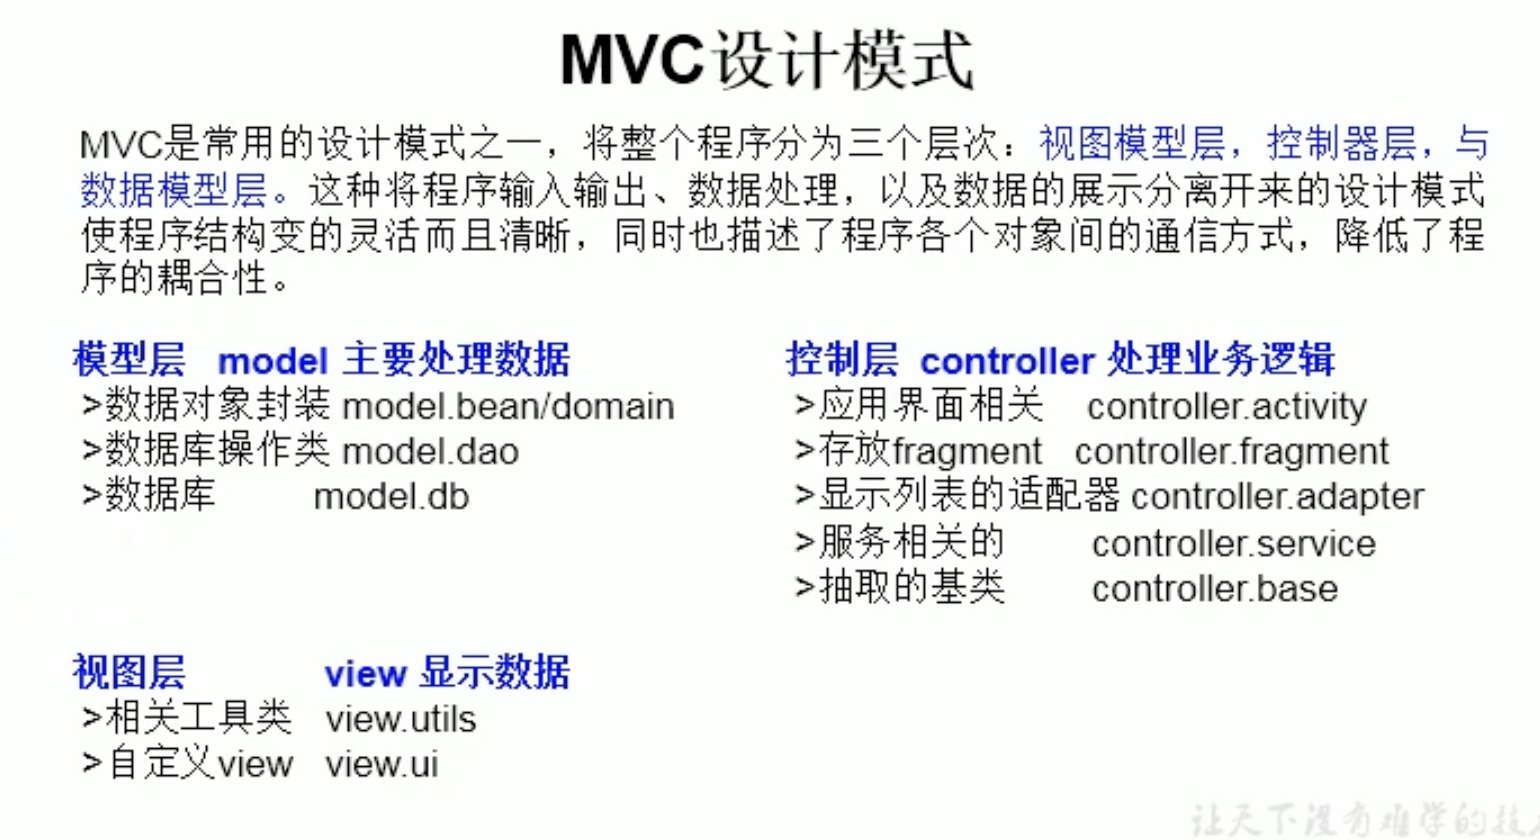 MVC设计模式
MVC是常用的设计模式之一，将整个程序分为三个层次：视图模型层，控制器层，与
数据模型层。这种将程序输入输出、数据处理，以及数据的展示分离开来的设计模式
使程序结构变的灵活而且清晰，同时也描述了程序各个对象间的通信方式，降低了程
序的耦合性。
模型层 model 主要处理数据
>数据对象封装 model.bean/domain
>数据库操作类 model.dao
>数据库 model.db
控制层 controller 处理业务逻辑
>应用界面相关 controller.activity
>存放fragment controller.fragment
>显示列表的适配器 controller.adapter
>服务相关的 controller.service
>抽取的基类 controller.base
视图层 view 显示数据
>相关工具类 view.utils
>自定义view view.ui
让天下没有难学的技